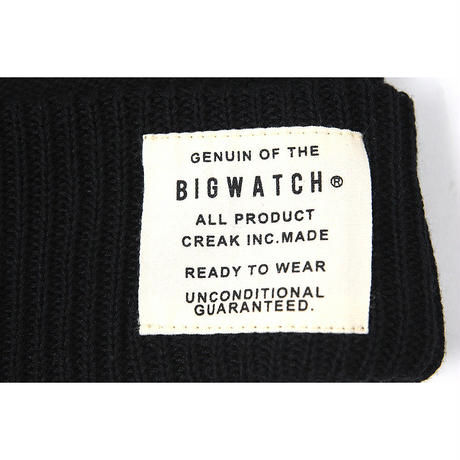 GENUIN OF THE
BIGWATCH®
ALL PRODUCT
CREAK INC.MADE
READY TO WEAR
UNCONDITIONAL
GUARANTEED.